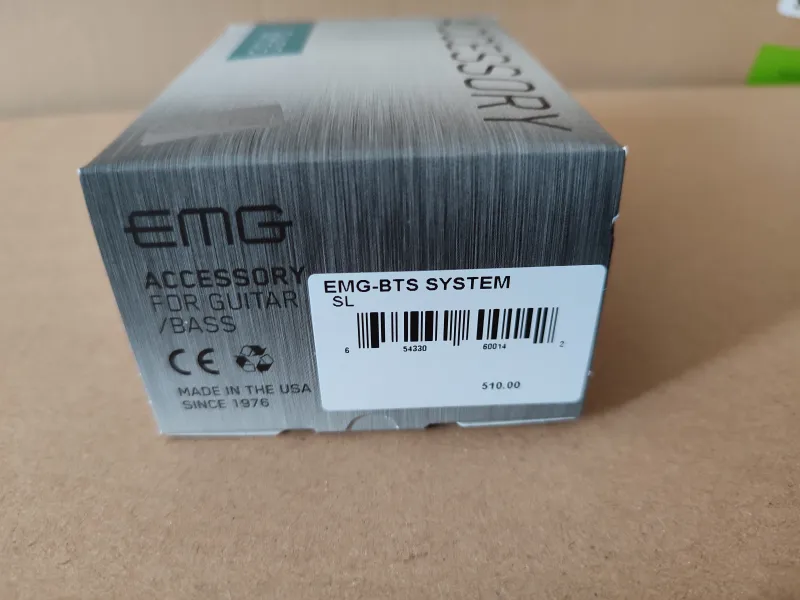 ACCESSORY
EMG
ACCESSORY
FOR GUITAR
/BASS
MADE IN THE USA
SINCE 1976
EMG-BTS SYSTEM
SL
6 54330 60014 2
510.00